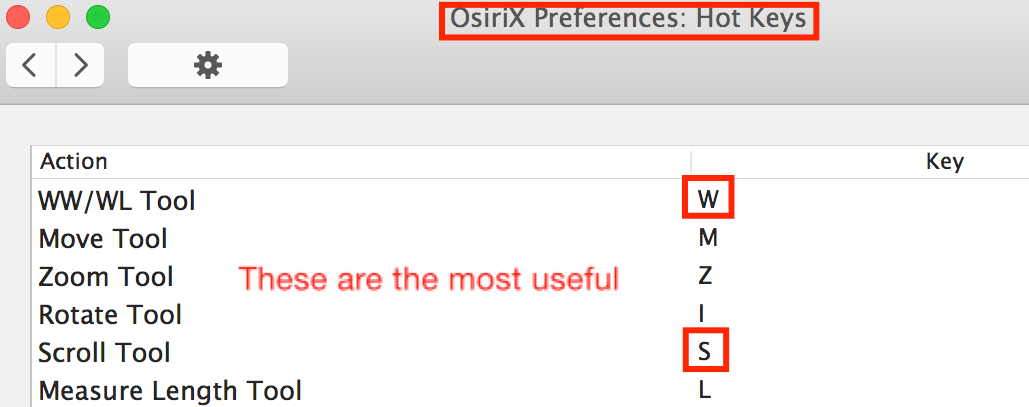 OsiriX Preferences: Hot Keys
Action Key
WW/WL Tool W
Move Tool M
Zoom Tool These are the most useful Z
Rotate Tool I
Scroll Tool S
Measure Length Tool L